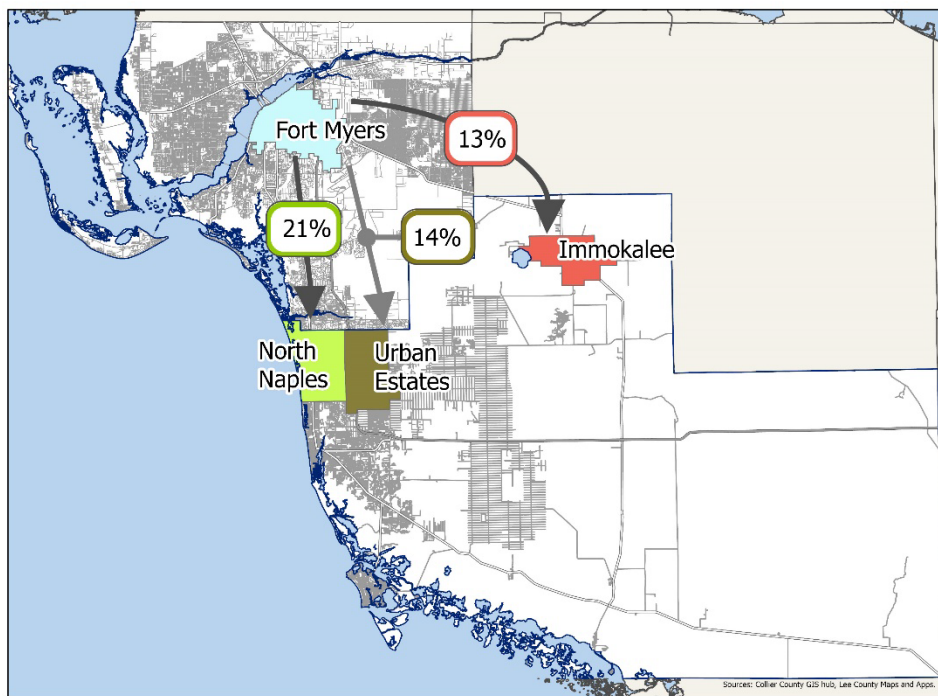 Fort Myers
13%
21%
14%
Immokalee
North
Naples
Urban
Estates
Sources: Collier County GIS hub, Lee County Maps and Apps.